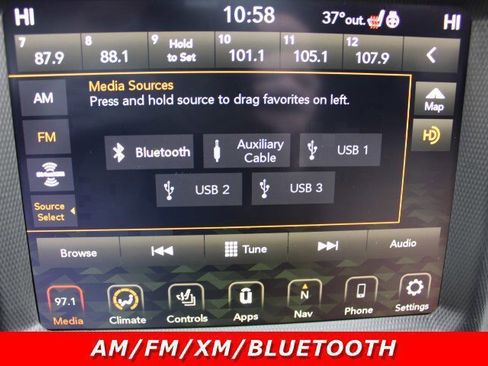 HI 10:58 37°out. HI
7 8 9 10 11 12
87.9 88.1 Hold to Set 101.1 105.1 107.9
Media Sources
Press and hold source to drag favorites on left.
AM
Map
FM
Bluetooth
Auxiliary Cable
USB 1
HD
USB 2
USB 3
Source Select
Browse
Tune
Audio
97.1
Media
Climate
Controls
Apps
N
Nav
Phone
Settings
AM/FM/XM/BLUETOOTH